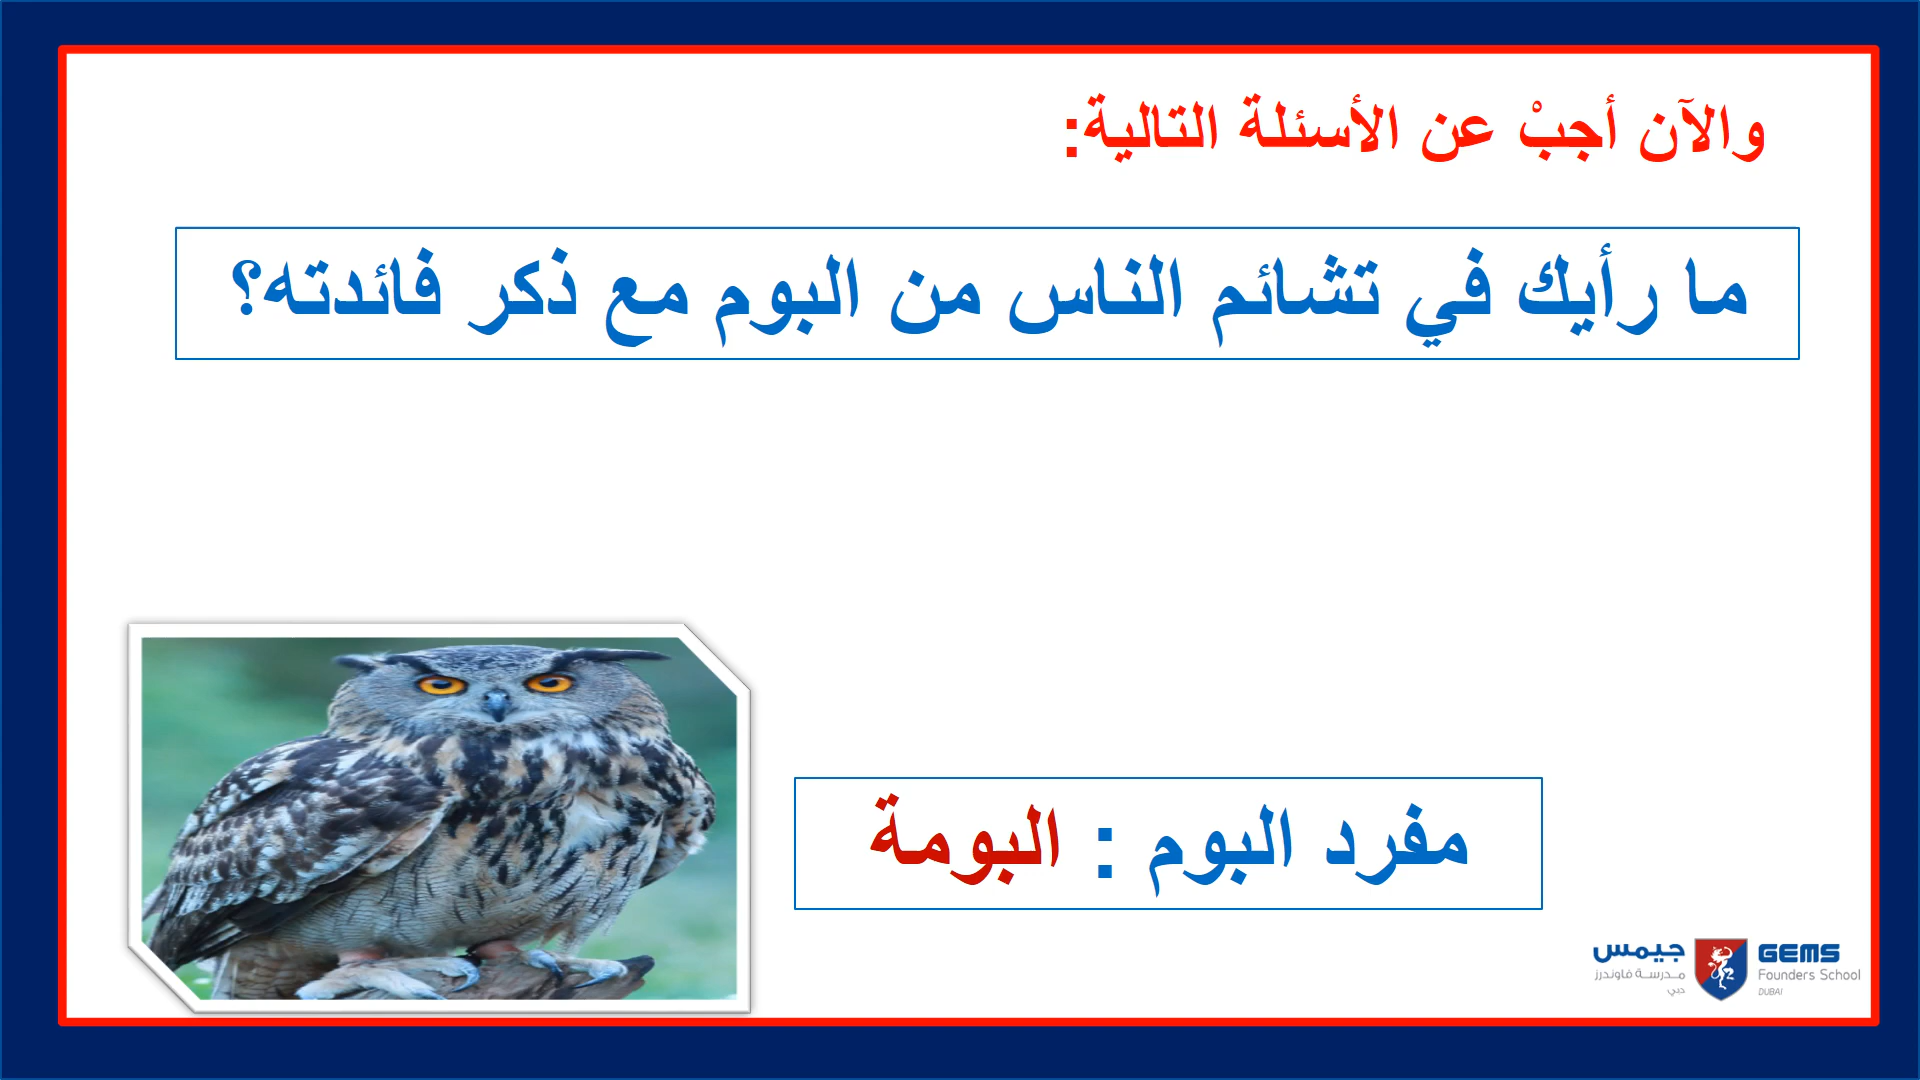 والآن أجبْ عن الأسئلة التالية:
ما رأيك في تشائم الناس من البوم مع ذكر فائدته؟
مفرد البوم : البومة
جيمس
مدرسة فاوندرز
دبي
GEMS
Founders School
DUBAI